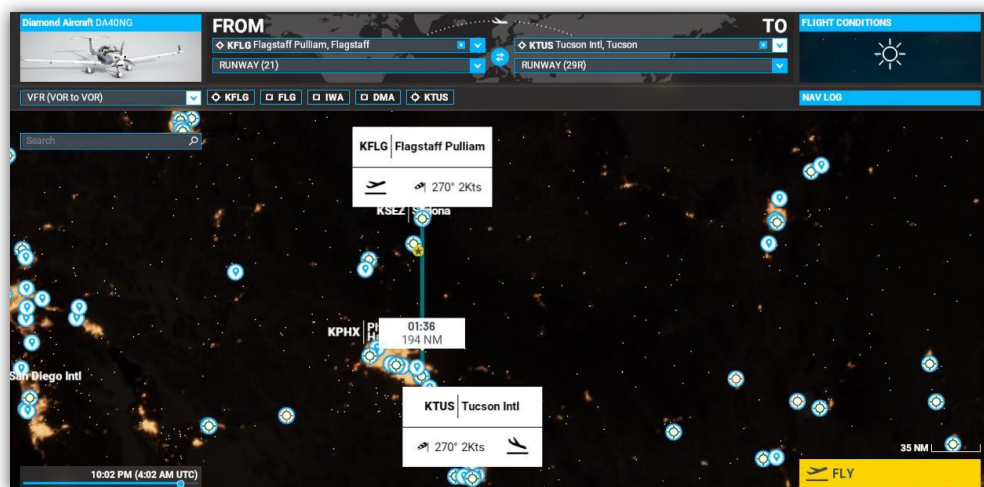 Diamond Aircraft DA40NG
FROM
TO
FLIGHT CONDITIONS
KFLG Flagstaff Pulliam, Flagstaff
x
KTUS Tucson Intl, Tucson
x
RUNWAY (21)
RUNWAY (29R)
VFR (VOR to VOR)
KFLG
FLG
IWA
DMA
KTUS
NAV LOG
Search
KFLG Flagstaff Pulliam
270° 2Kts
KSEZ
KPHX
01:36
194 NM
San Diego Intl
KTUS Tucson Intl
270° 2Kts
35 NM
10:02 PM (4:02 AM UTC)
FLY